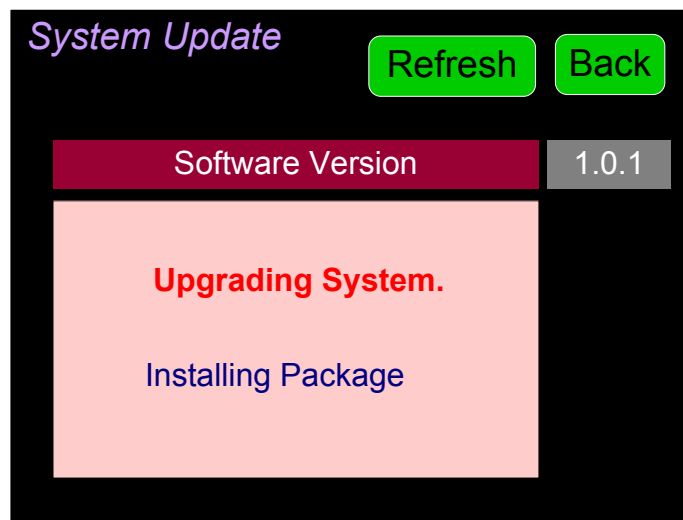 System Update
Refresh
Back
Software Version
1.0.1
Upgrading System.
Installing Package